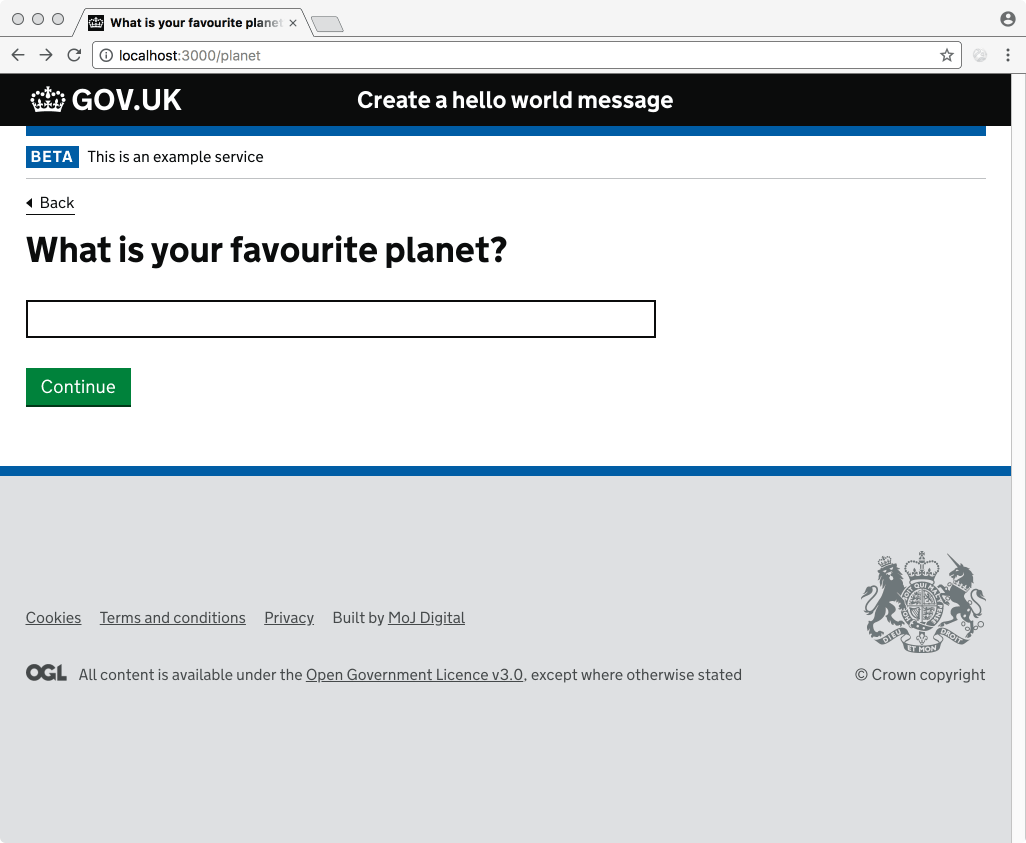 What is your favourite plane
localhost:3000/planet
GOV.UK
Create a hello world message
BETA This is an example service
Back
What is your favourite planet?
Continue
Cookies Terms and conditions Privacy Built by MoJ Digital
OGL All content is available under the Open Government Licence v3.0, except where otherwise stated
DIEU ET MON DROIT
© Crown copyright